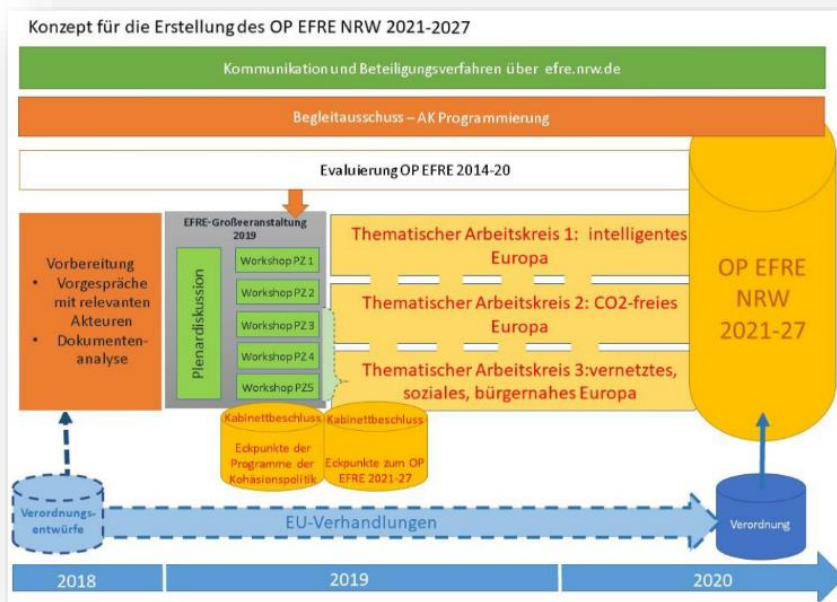 Konzept für die Erstellung des OP EFRE NRW 2021-2027
Kommunikation und Beteiligungsverfahren über efre.nrw.de
Begleitausschuss – AK Programmierung
Evaluierung OP EFRE 2014-20
Vorbereitung
• Vorgespräche
mit relevanten
Akteuren
• Dokumenten-
analyse
EFRE-Großeeranstaltung
2019
Plenardiskussion
Workshop PZ 1
Workshop PZ 2
Workshop PZ 3
Workshop PZ 4
Workshop PZ5
Thematischer Arbeitskreis 1: intelligentes
Europa
Thematischer Arbeitskreis 2: CO2-freies
Europa
Thematischer Arbeitskreis 3:vernetztes,
soziales, bürgernahes Europa
OP EFRE
NRW
2021-27
Kabinettbeschluss
Eckpunkte der
Programme der
Kohäsionspolitik
Kabinettbeschluss
Eckpunkte zum OP
EFRE 2021-27
Verordnungs-
entwürfe
EU-Verhandlungen
Verordnung
2018
2019
2020